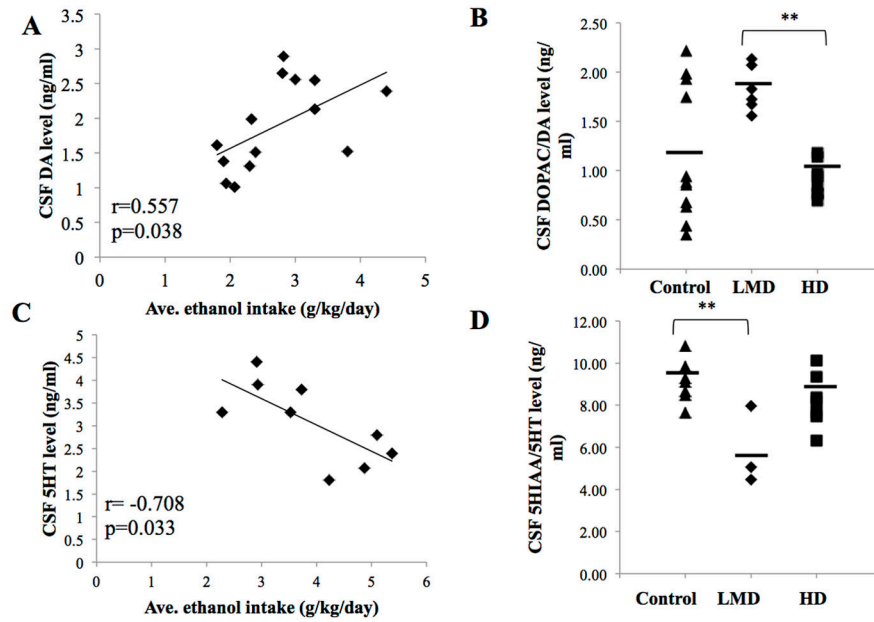 A
CSF DA level (ng/ml)
3.5
3
2.5
2
1.5
1
0.5
0
r=0.557
p=0.038
0 1 2 3 4 5
Ave. ethanol intake (g/kg/day)
B
CSF DOPAC/DA level (ng/
ml)
2.50
2.00
1.50
1.00
0.50
0.00
**
Control LMD HD
C
CSF 5HT level (ng/ml)
5
4.5
4
3.5
3
2.5
2
1.5
1
0.5
0
r= -0.708
p=0.033
0 1 2 3 4 5 6
Ave. ethanol intake (g/kg/day)
D
CSF 5HIAA/5HT level (ng/
ml)
12.00
10.00
8.00
6.00
4.00
2.00
0.00
**
Control LMD HD